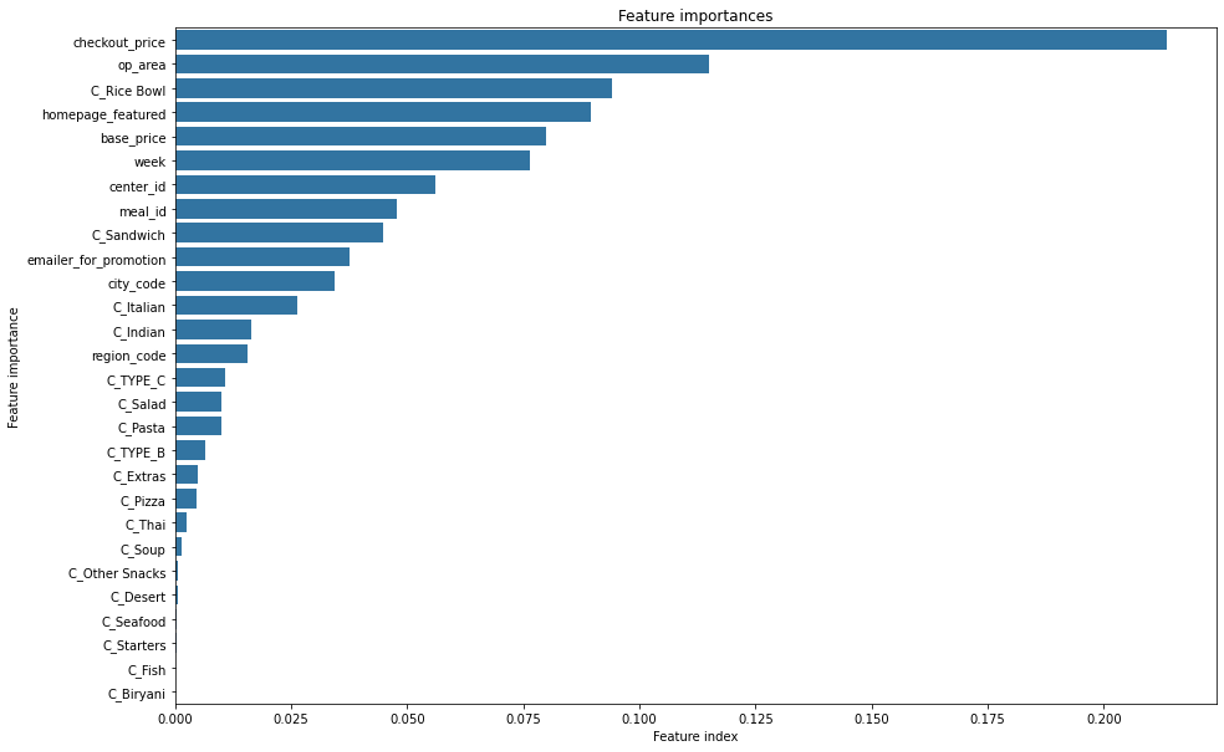 Feature importances
checkout_price
op_area
C_Rice Bowl
homepage_featured
base_price
week
center_id
meal_id
C_Sandwich
emailer_for_promotion
city_code
C_Italian
C_Indian
region_code
C_TYPE_C
C_Salad
C_Pasta
C_TYPE_B
C_Extras
C_Pizza
C_Thai
C_Soup
C_Other Snacks
C_Desert
C_Seafood
C_Starters
C_Fish
C_Biryani
Feature importance
0.000 0.025 0.050 0.075 0.100 0.125 0.150 0.175 0.200
Feature index